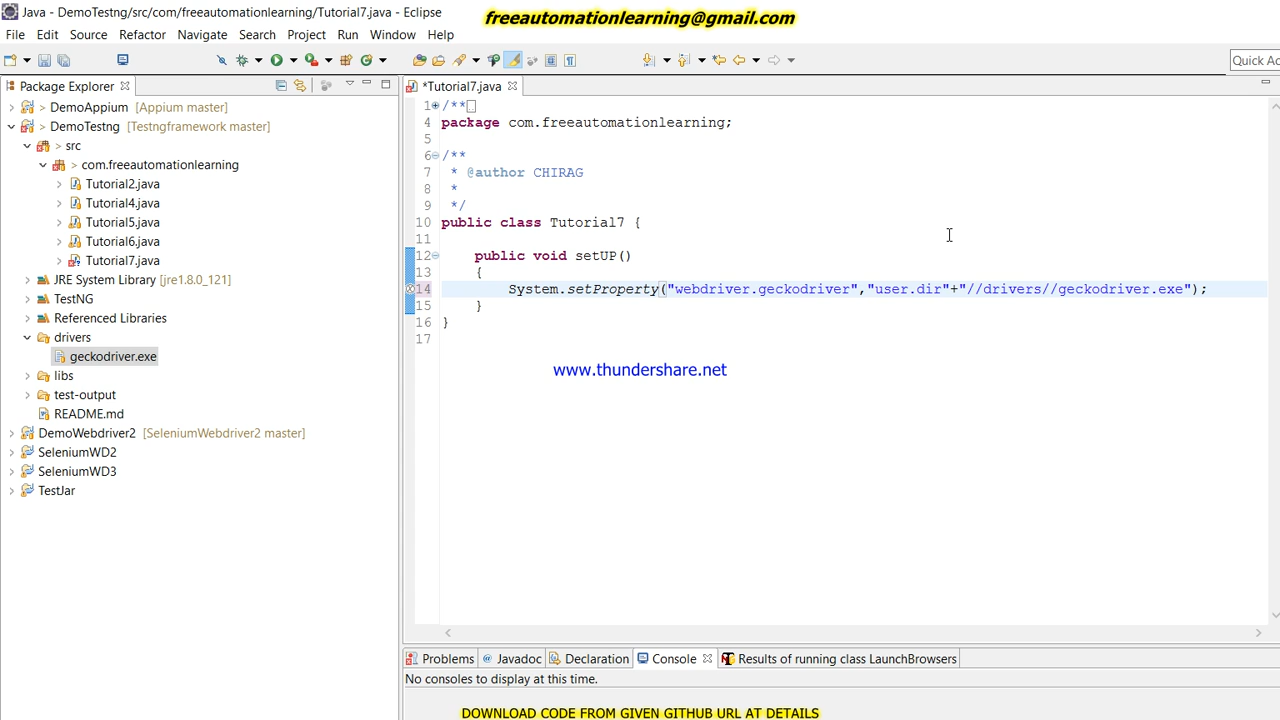 Java - DemoTestng/src/com/freeautomationlearning/Tutorial7.java - Eclipse
freeautomationlearning@gmail.com
File Edit Source Refactor Navigate Search Project Run Window Help
Quick Ac
Package Explorer
> DemoAppium [Appium master]
> DemoTestng [Testngframework master]
> src
> com.freeautomationlearning
Tutorial2.java
Tutorial4.java
Tutorial5.java
Tutorial6.java
Tutorial7.java
JRE System Library [jre1.8.0_121]
TestNG
Referenced Libraries
drivers
geckodriver.exe
libs
test-output
README.md
DemoWebdriver2 [SeleniumWebdriver2 master]
SeleniumWD2
SeleniumWD3
TestJar
*Tutorial7.java
1 /**
4 package com.freeautomationlearning;
5
6 /**
7 * @author CHIRAG
8 *
9 */
10 public class Tutorial7 {
11
12 public void setUP()
13 {
14 System.setProperty("webdriver.geckodriver","user.dir"+"//drivers//geckodriver.exe");
15 }
16 }
17
www.thundershare.net
Problems @ Javadoc Declaration Console Results of running class LaunchBrowsers
No consoles to display at this time.
DOWNLOAD CODE FROM GIVEN GITHUB URL AT DETAILS